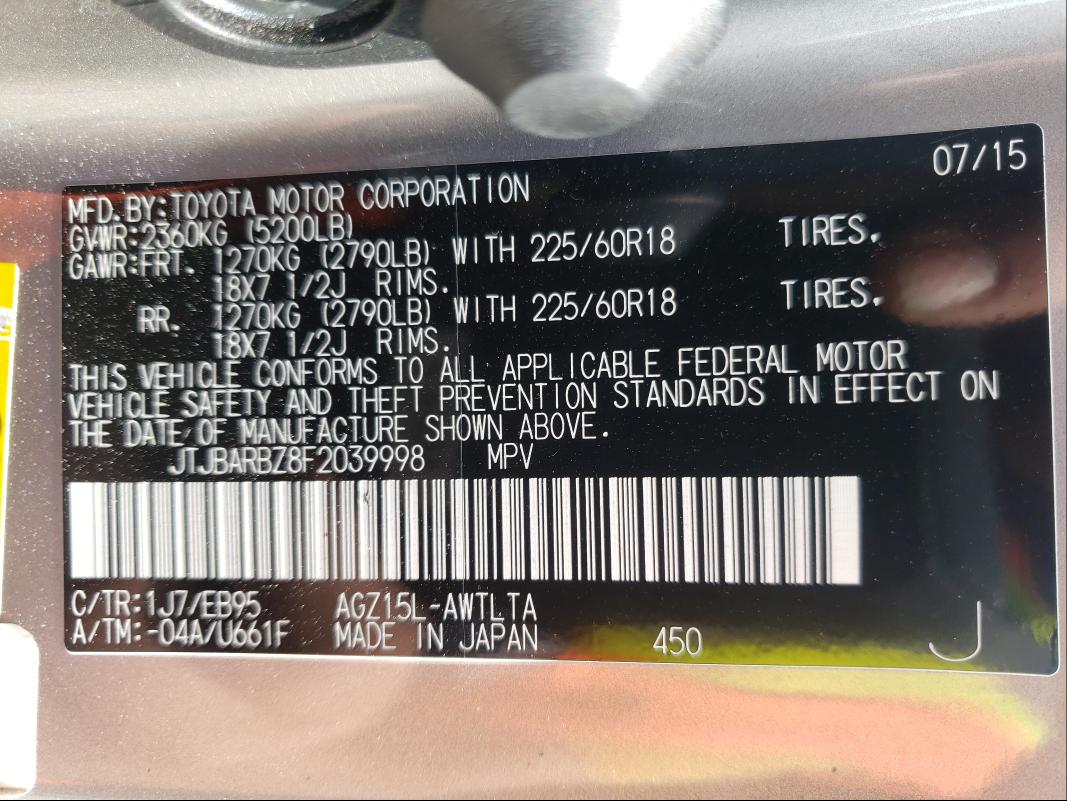 07/15
MFD.BY:TOYOTA MOTOR CORPORATION
GVWR:2360KG (5200LB)
GAWR:FRT. 1270KG (2790LB) WITH 225/60R18 TIRES.
18X7 1/2J RIMS.
RR. 1270KG (2790LB) WITH 225/60R18 TIRES.
18X7 1/2J RIMS.
THIS VEHICLE CONFORMS TO ALL APPLICABLE FEDERAL MOTOR
VEHICLE SAFETY AND THEFT PREVENTION STANDARDS IN EFFECT ON
THE DATE OF MANUFACTURE SHOWN ABOVE.
JTJBARBZ8F2039998 MPV
C/TR:1J7/EB95 AGZ15L-AWTLTA
A/TM:-04A/U661F MADE IN JAPAN 450 J